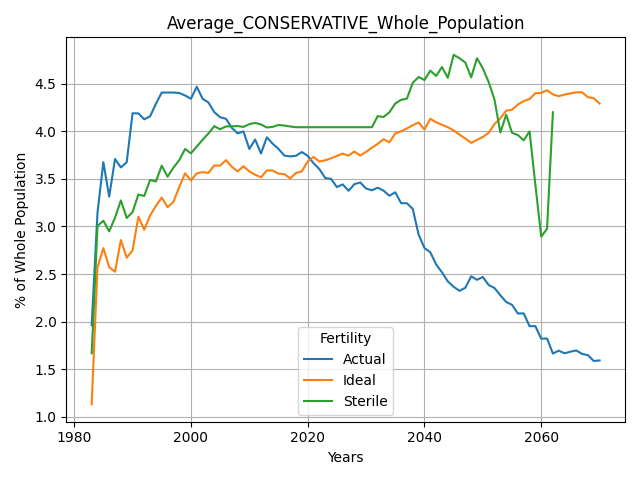 Average_CONSERVATIVE_Whole_Population
% of Whole Population
4.5
4.0
3.5
3.0
2.5
2.0
1.5
1.0
Fertility
Actual
Ideal
Sterile
1980
2000
2020
2040
2060
Years